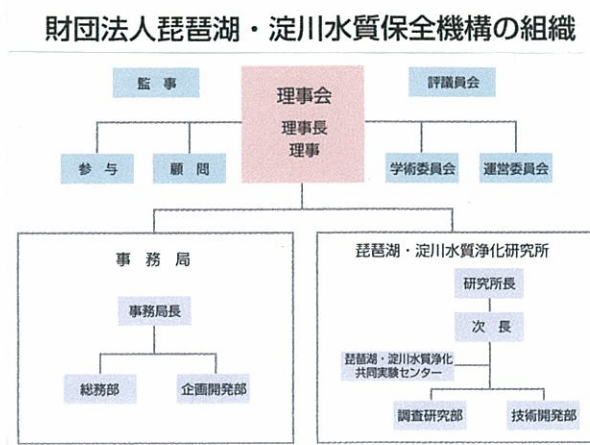 財団法人琵琶湖・淀川水質保全機構の組織
監 事
理事会
理事長
理事
評議員会
参 与
顧 問
学術委員会
運営委員会
事 務 局
事務局長
総務部
企画開発部
琵琶湖・淀川水質浄化研究所
研究所長
次 長
琵琶湖・淀川水質浄化
共同実験センター
調査研究部
技術開発部